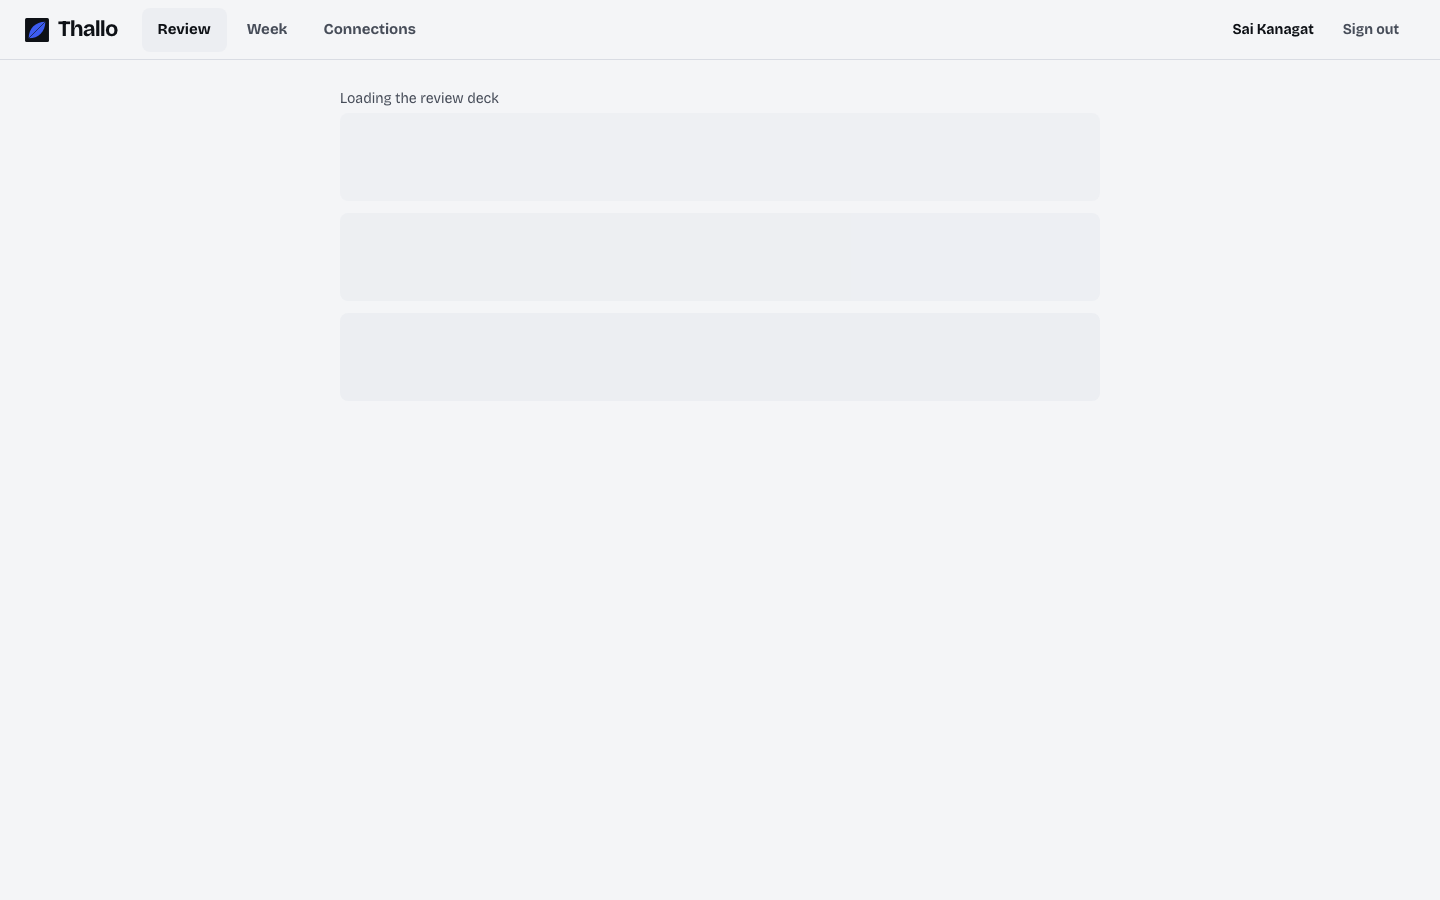 Thallo
Review
Week
Connections
Sai Kanagat
Sign out
Loading the review deck